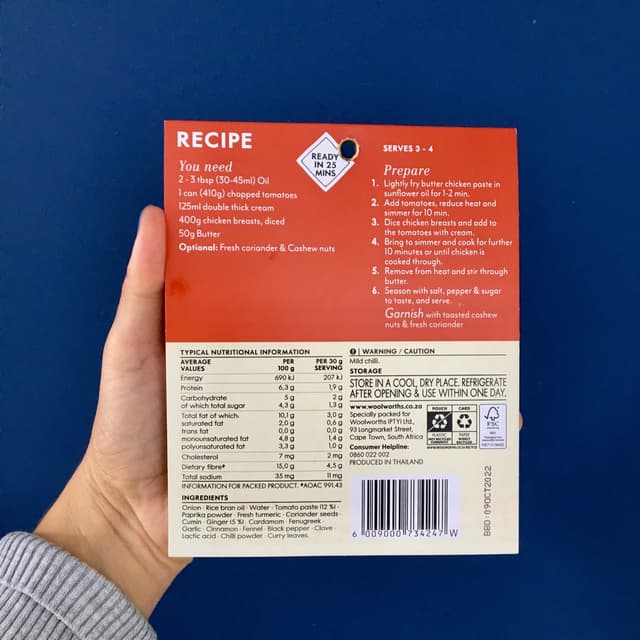 RECIPE
READY
IN 25
MINS
SERVES 3 - 4
You need
2 - 3 tbsp (30-45ml) Oil
1 can (410g) chopped tomatoes
125ml double thick cream
400g chicken breasts, diced
50g Butter
Optional: Fresh coriander & Cashew nuts
Prepare
1. Lightly fry butter chicken paste in
sunflower oil for 1-2 min.
2. Add tomatoes, reduce heat and
simmer for 10 min.
3. Dice chicken breasts and add to
the tomatoes with cream.
4. Bring to simmer and cook for further
10 minutes or until chicken is
cooked through.
5. Remove from heat and stir through
butter.
6. Season with salt, pepper & sugar
to taste, and serve.
Garnish with toasted cashew
nuts & fresh coriander
TYPICAL NUTRITIONAL INFORMATION
AVERAGE VALUES PER 100 g PER 30 g SERVING
Energy 690 kJ 207 kJ
Protein 6,3 g 1,9 g
Carbohydrate 5 g 2 g
of which total sugar 4,3 g 1,3 g
Total fat of which: 10,1 g 3,0 g
saturated fat 2,0 g 0,6 g
trans fat 0,0 g 0,0 g
monounsaturated fat 4,8 g 1,4 g
polyunsaturated fat 3,3 g 1,0 g
Cholesterol 7 mg 2 mg
Dietary fibre# 15,0 g 4,5 g
Total sodium 35 mg 11 mg
INFORMATION FOR PACKED PRODUCT. #AOAC 991.43
INGREDIENTS
Onion · Rice bran oil · Water · Tomato paste (12 %) ·
Paprika powder · Fresh turmeric · Coriander seeds ·
Cumin · Ginger (5 %) · Cardamom · Fenugreek ·
Garlic · Cinnamon · Fennel · Black pepper · Clove ·
Lactic acid · Chilli powder · Curry leaves.
! | WARNING / CAUTION
Mild chilli.
STORAGE
STORE IN A COOL, DRY PLACE. REFRIGERATE
AFTER OPENING & USE WITHIN ONE DAY.
www.woolworths.co.za
Specially packed for
Woolworths (PTY) Ltd,
93 Longmarket Street,
Cape Town, South Africa
Consumer Helpline:
0860 022 002
PRODUCED IN THAILAND
POUCH CARD
PLASTIC PAPER
NOT CURRENTLY RECYCLED WIDELY RECYCLED
FSC
MIX
6 009000 734247 W
BBD : 09OCT2022